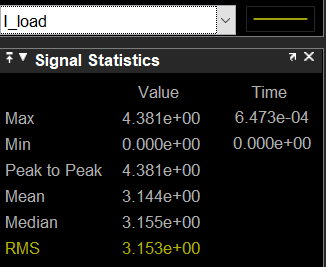 I_load
Signal Statistics
Value Time
Max 4.381e+00 6.473e-04
Min 0.000e+00 0.000e+00
Peak to Peak 4.381e+00
Mean 3.144e+00
Median 3.155e+00
RMS 3.153e+00